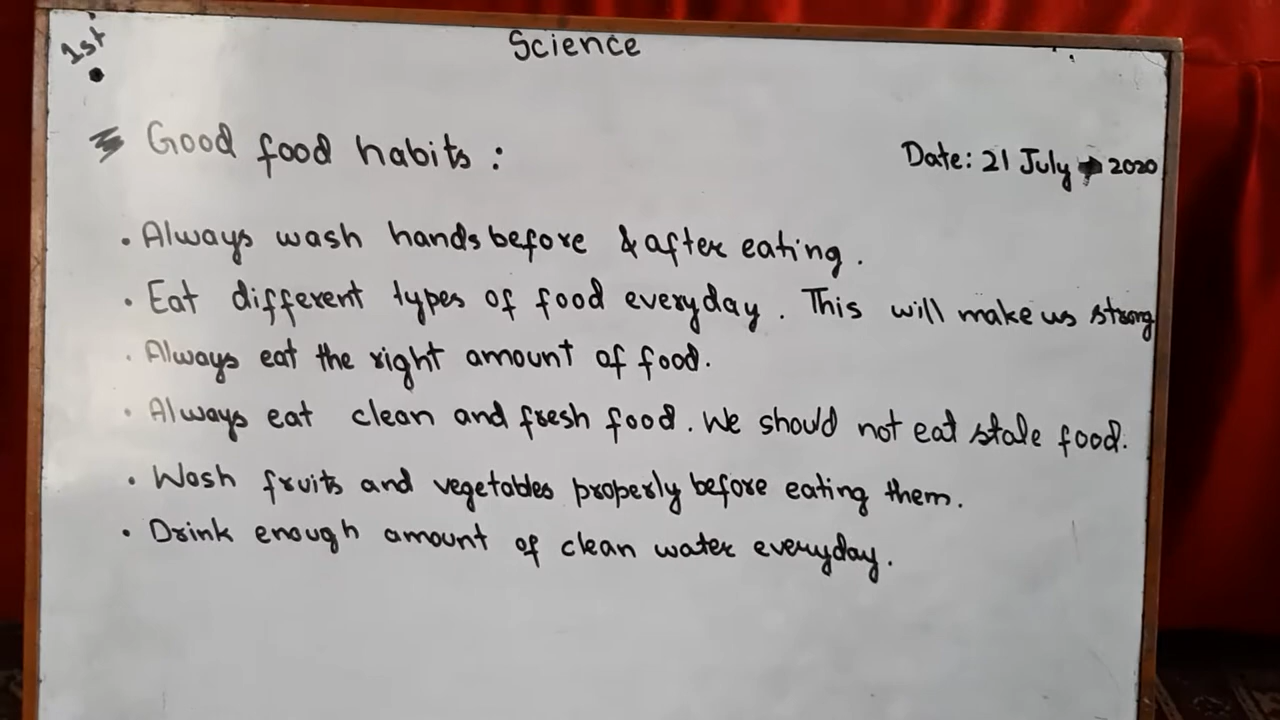 1st
Science
Good food habits :
Date: 21 July 2020
• Always wash hands before & after eating.
• Eat different types of food everyday. This will make us strong
• Always eat the right amount of food.
• Always eat clean and fresh food. We should not eat stale food.
• Wash fruits and vegetables properly before eating them.
• Drink enough amount of clean water everyday.